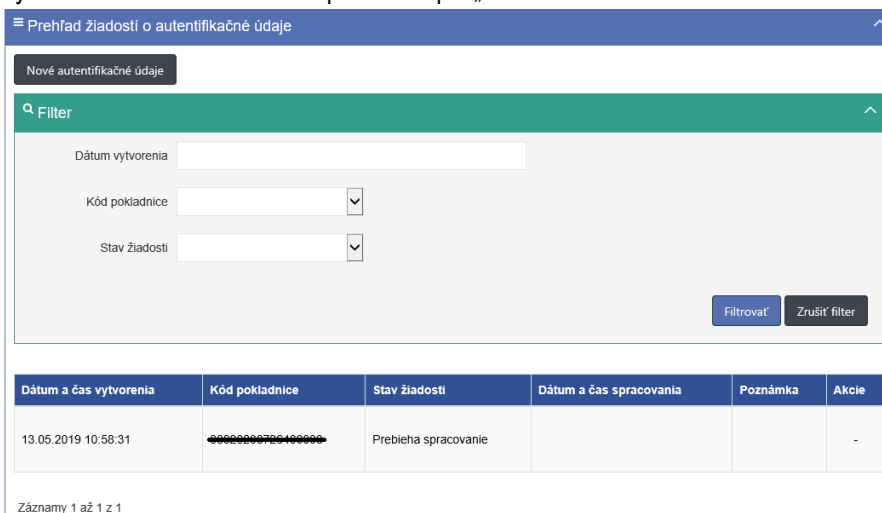 Prehľad žiadostí o autentifikačné údaje
Nové autentifikačné údaje
Filter
Dátum vytvorenia
Kód pokladnice
Stav žiadosti
Filtrovať Zrušiť filter
Dátum a čas vytvorenia Kód pokladnice Stav žiadosti Dátum a čas spracovania Poznámka Akcie
13.05.2019 10:58:31 Prebieha spracovanie -
Záznamy 1 až 1 z 1